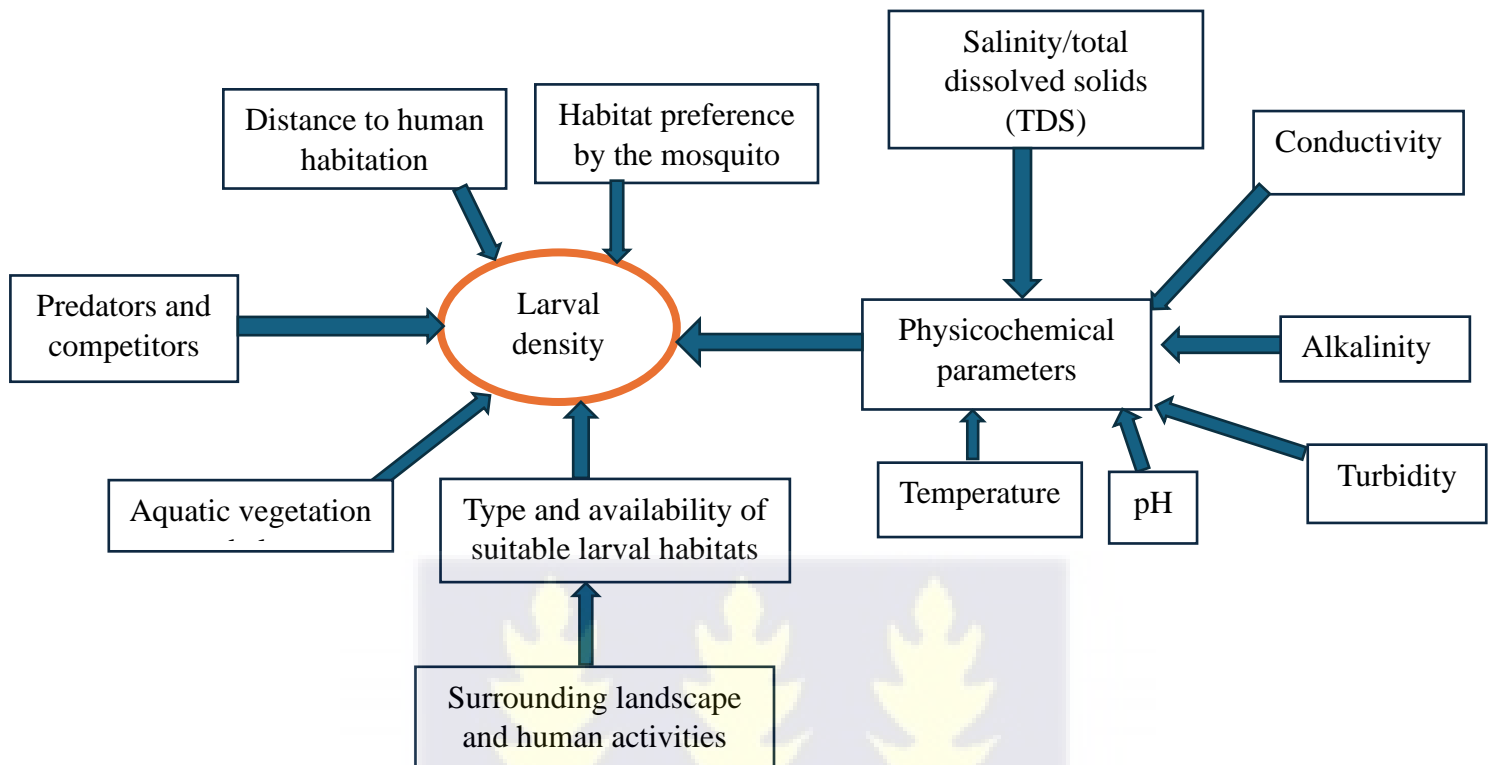 Salinity/total
dissolved solids
(TDS)
Distance to human
habitation
Habitat preference
by the mosquito
Conductivity
Predators and
competitors
Larval
density
Physicochemical
parameters
Alkalinity
Aquatic vegetation
Type and availability of
suitable larval habitats
Temperature
pH
Turbidity
Surrounding landscape
and human activities